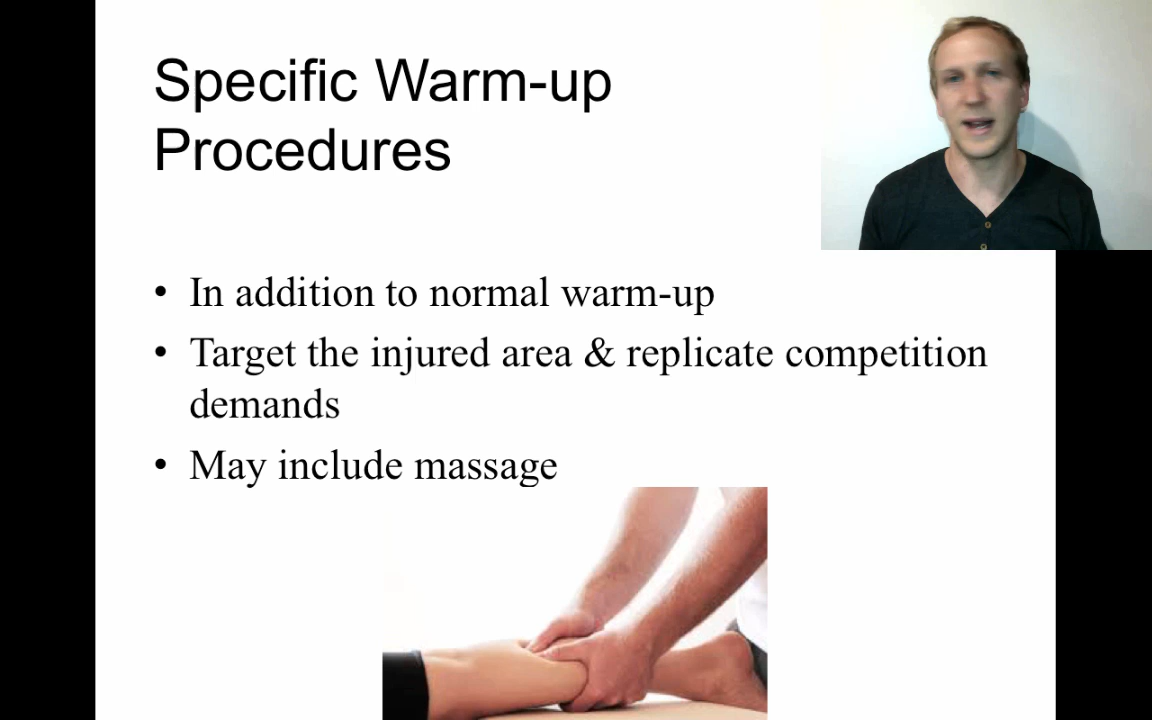 Specific Warm-up
Procedures
• In addition to normal warm-up
• Target the injured area & replicate competition
demands
• May include massage